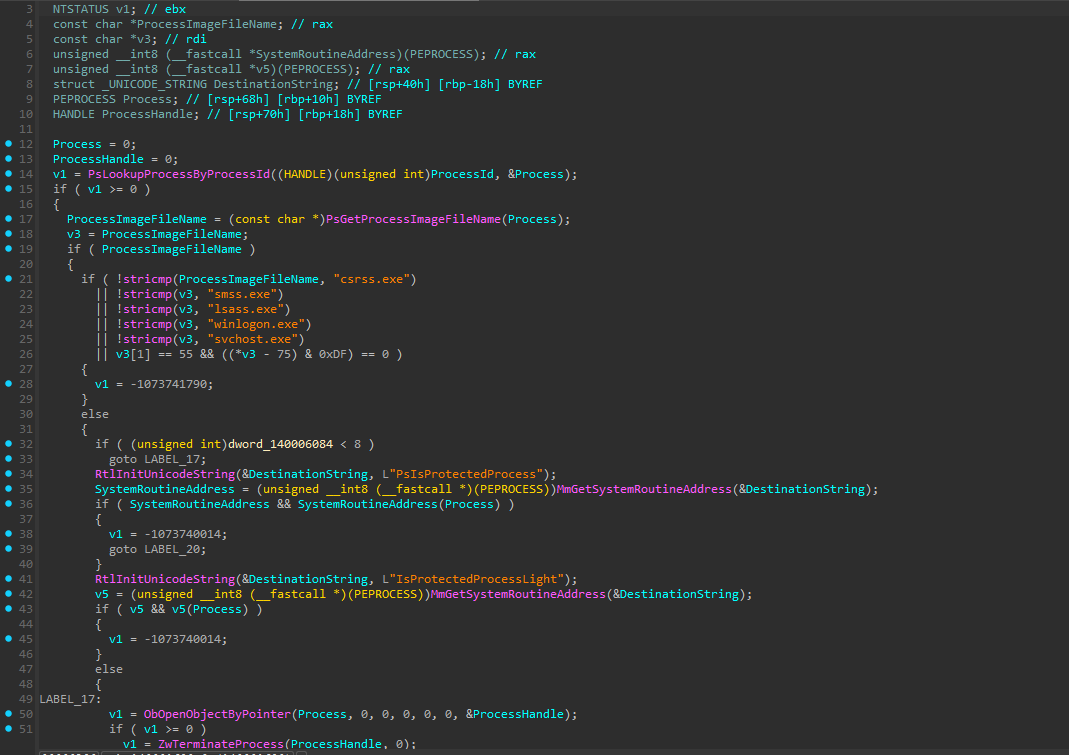 3 NTSTATUS v1; // ebx
4 const char *ProcessImageFileName; // rax
5 const char *v3; // rdi
6 unsigned __int8 (__fastcall *SystemRoutineAddress)(PEPROCESS); // rax
7 unsigned __int8 (__fastcall *v5)(PEPROCESS); // rax
8 struct _UNICODE_STRING DestinationString; // [rsp+40h] [rbp-18h] BYREF
9 PEPROCESS Process; // [rsp+68h] [rbp+10h] BYREF
10 HANDLE ProcessHandle; // [rsp+70h] [rbp+18h] BYREF
11
12 Process = 0;
13 ProcessHandle = 0;
14 v1 = PsLookupProcessByProcessId((HANDLE)(unsigned int)ProcessId, &Process);
15 if ( v1 >= 0 )
16 {
17 ProcessImageFileName = (const char *)PsGetProcessImageFileName(Process);
18 v3 = ProcessImageFileName;
19 if ( ProcessImageFileName )
20 {
21 if ( !stricmp(ProcessImageFileName, "csrss.exe")
22 || !stricmp(v3, "smss.exe")
23 || !stricmp(v3, "lsass.exe")
24 || !stricmp(v3, "winlogon.exe")
25 || !stricmp(v3, "svchost.exe")
26 || v3[1] == 55 && ((*v3 - 75) & 0xDF) == 0 )
27 {
28 v1 = -1073741790;
29 }
30 else
31 {
32 if ( (unsigned int)dword_140006084 < 8 )
33 goto LABEL_17;
34 RtlInitUnicodeString(&DestinationString, L"PsIsProtectedProcess");
35 SystemRoutineAddress = (unsigned __int8 (__fastcall *)(PEPROCESS))MmGetSystemRoutineAddress(&DestinationString);
36 if ( SystemRoutineAddress && SystemRoutineAddress(Process) )
37 {
38 v1 = -1073740014;
39 goto LABEL_20;
40 }
41 RtlInitUnicodeString(&DestinationString, L"IsProtectedProcessLight");
42 v5 = (unsigned __int8 (__fastcall *)(PEPROCESS))MmGetSystemRoutineAddress(&DestinationString);
43 if ( v5 && v5(Process) )
44 {
45 v1 = -1073740014;
46 }
47 else
48 {
49 LABEL_17:
50 v1 = ObOpenObjectByPointer(Process, 0, 0, 0, 0, 0, &ProcessHandle);
51 if ( v1 >= 0 )
v1 = ZwTerminateProcess(ProcessHandle, 0);